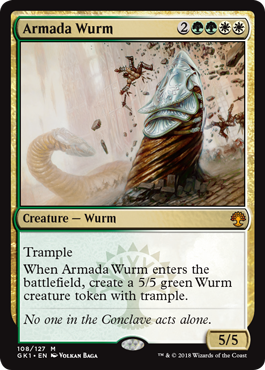 Armada Wurm 2
Creature — Wurm
Trample
When Armada Wurm enters the
battlefield, create a 5/5 green Wurm
creature token with trample.
No one in the Conclave acts alone.
5/5
108/127 M
GK1 • EN VOLKAN BAGA
™ & © 2018 Wizards of the Coast